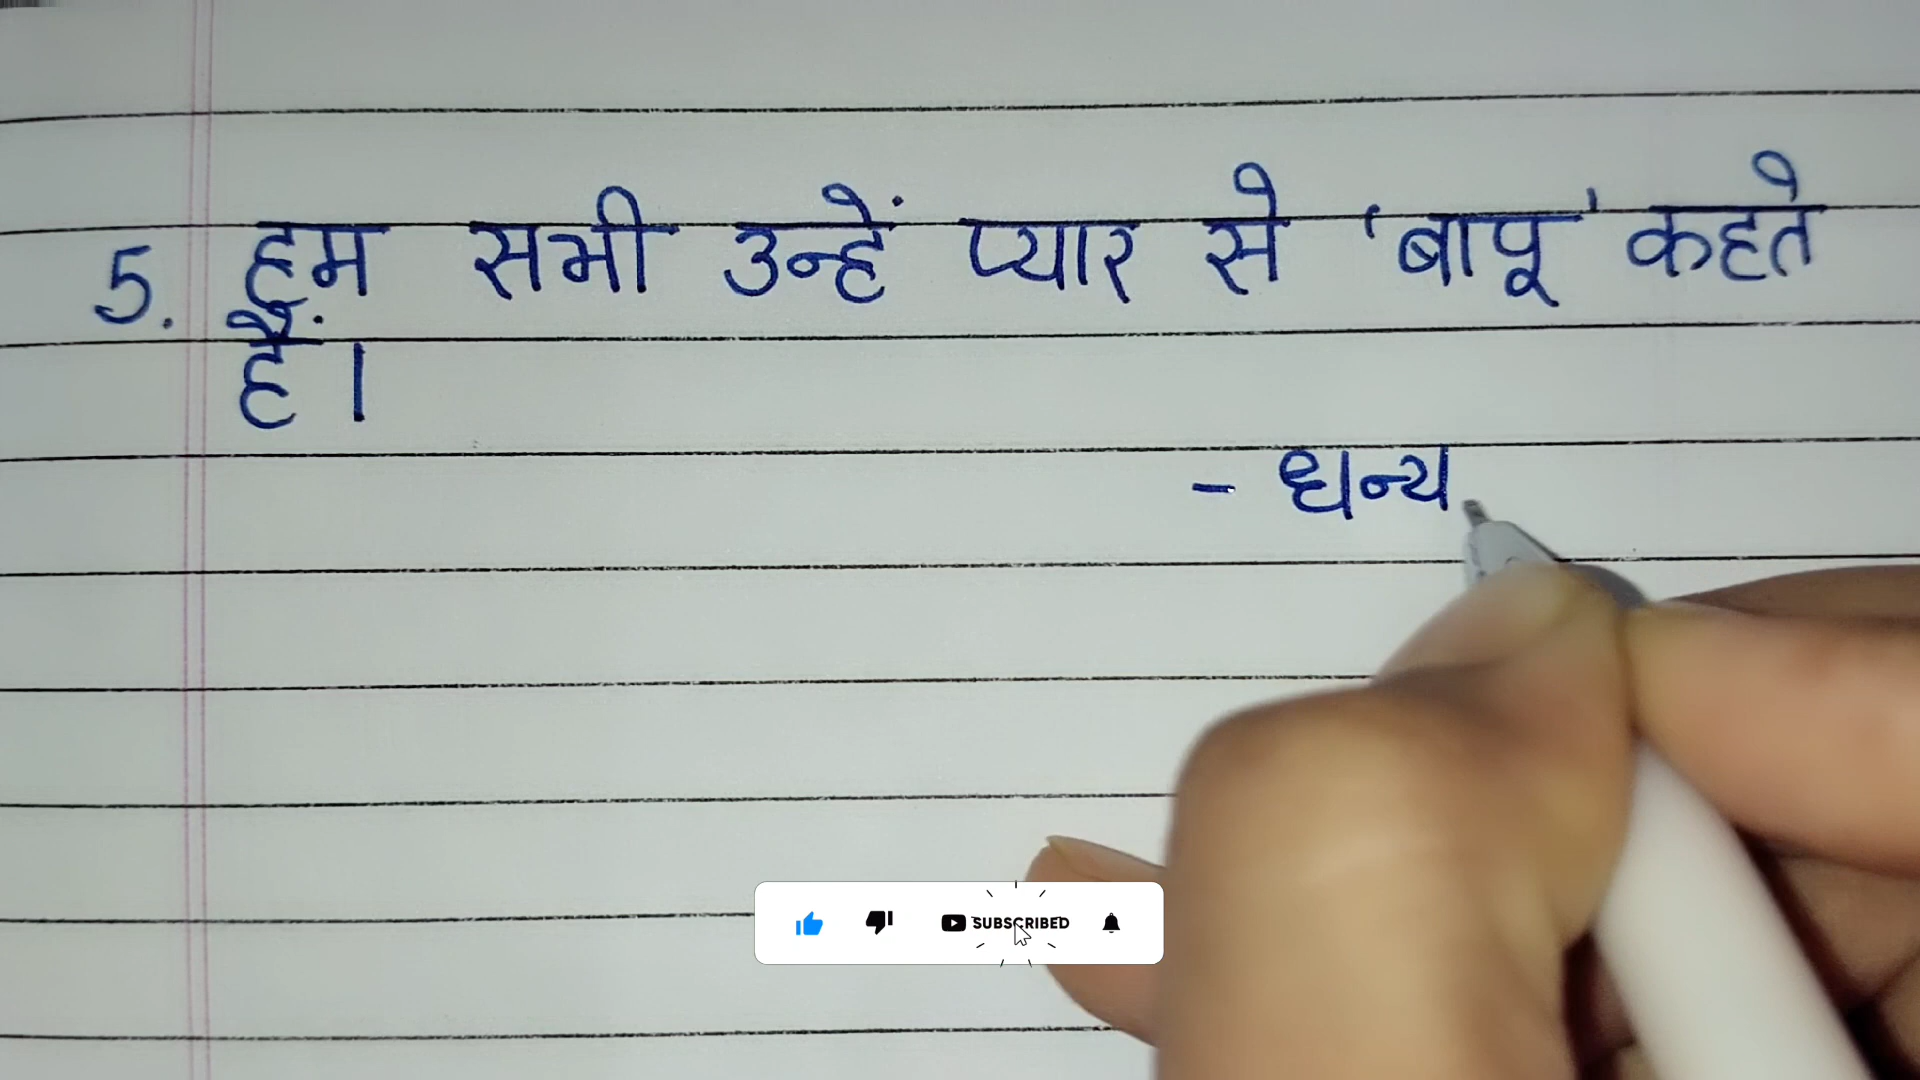 5. हम सभी उन्हें प्यार से 'बापू' कहते
हैं।
- धन्य
SUBSCRIBED